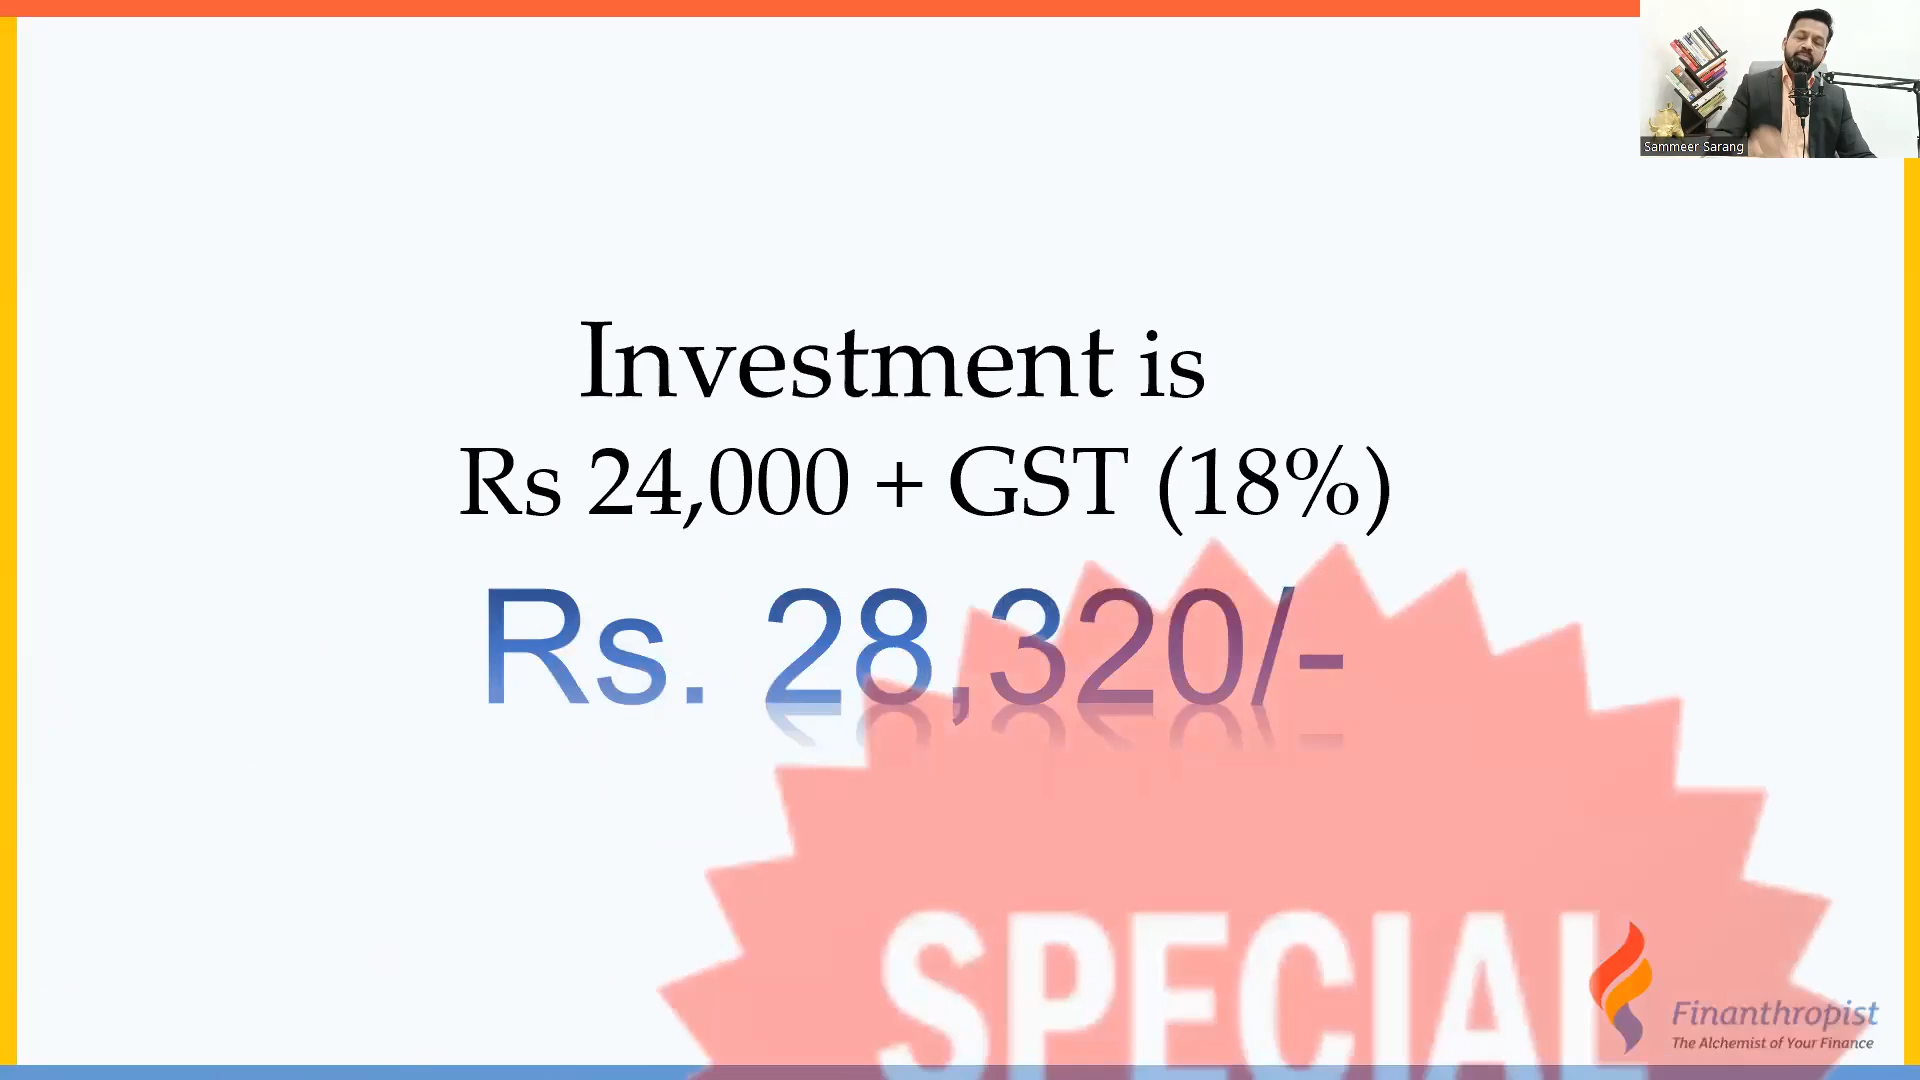 Sammeer Sarang
Investment is
Rs 24,000 + GST (18%)
Rs. 28,320/-
SPECIAL
Finanthropist
The Alchemist of Your Finance